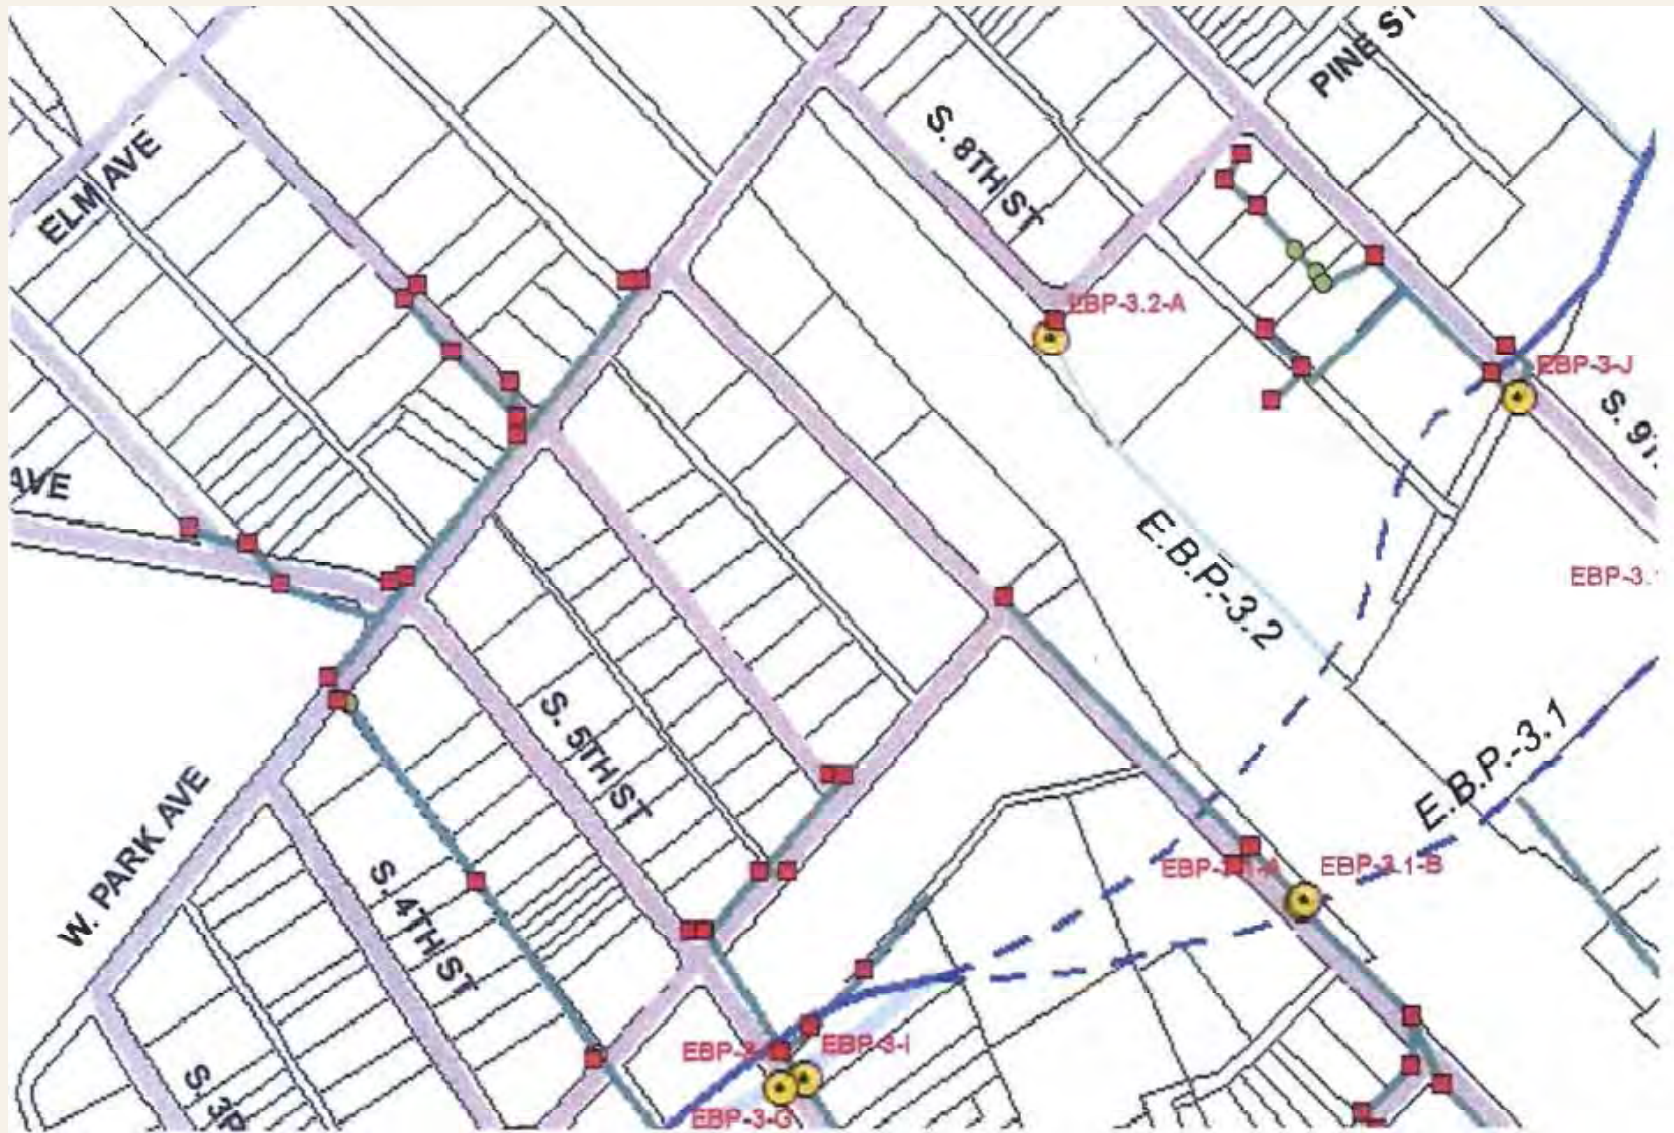 PINE ST
ELM AVE
S. 8TH ST
EBP-3.2-A
EBP-3-J
AVE
E.B.P.-3.2
S. 5TH ST
E.B.P.-3.1
W. PARK AVE
S. 4TH ST
EBP-3.1-B
EBP-3-I
EBP-3-G